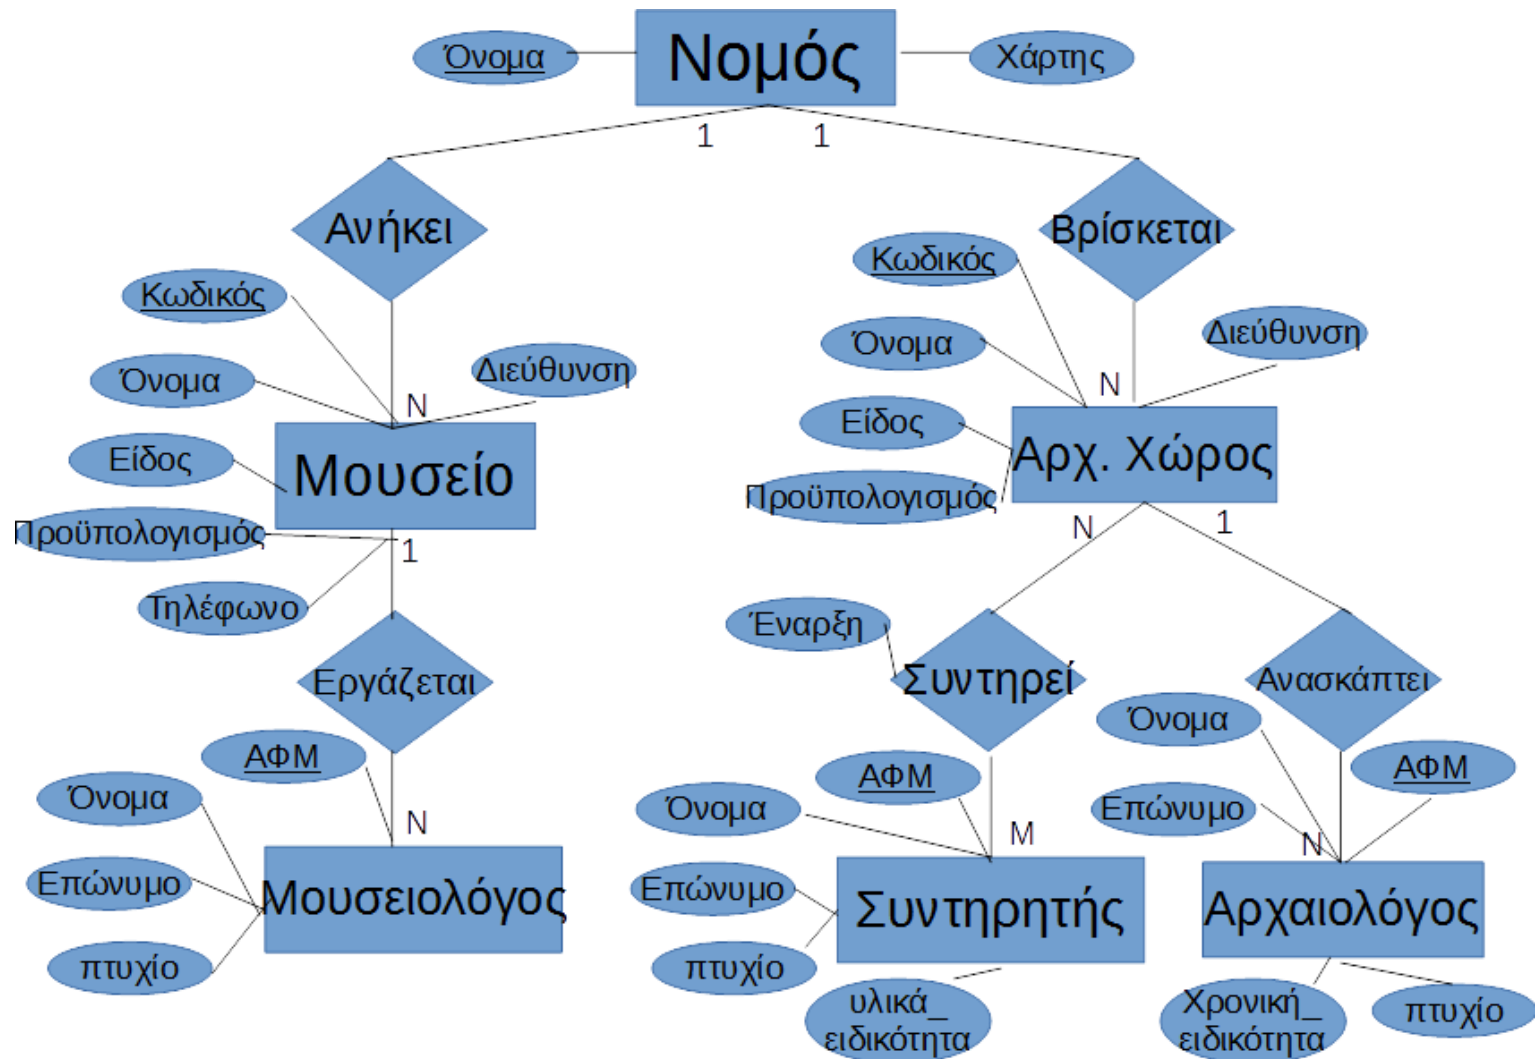 Όνομα
Νομός
Χάρτης
1
1
Ανήκει
Βρίσκεται
Κωδικός
Κωδικός
Όνομα
Όνομα
Διεύθυνση
Διεύθυνση
N
N
Είδος
Είδος
Μουσείο
Αρχ. Χώρος
Προϋπολογισμός
Προϋπολογισμός
1
N
1
Τηλέφωνο
Έναρξη
Εργάζεται
Συντηρεί
Ανασκάπτει
Όνομα
ΑΦΜ
ΑΦΜ
ΑΦΜ
Όνομα
Όνομα
Επώνυμο
N
M
N
Επώνυμο
Επώνυμο
Μουσειολόγος
Συντηρητής
Αρχαιολόγος
πτυχίο
πτυχίο
υλικά_
ειδικότητα
Χρονική_
ειδικότητα
πτυχίο